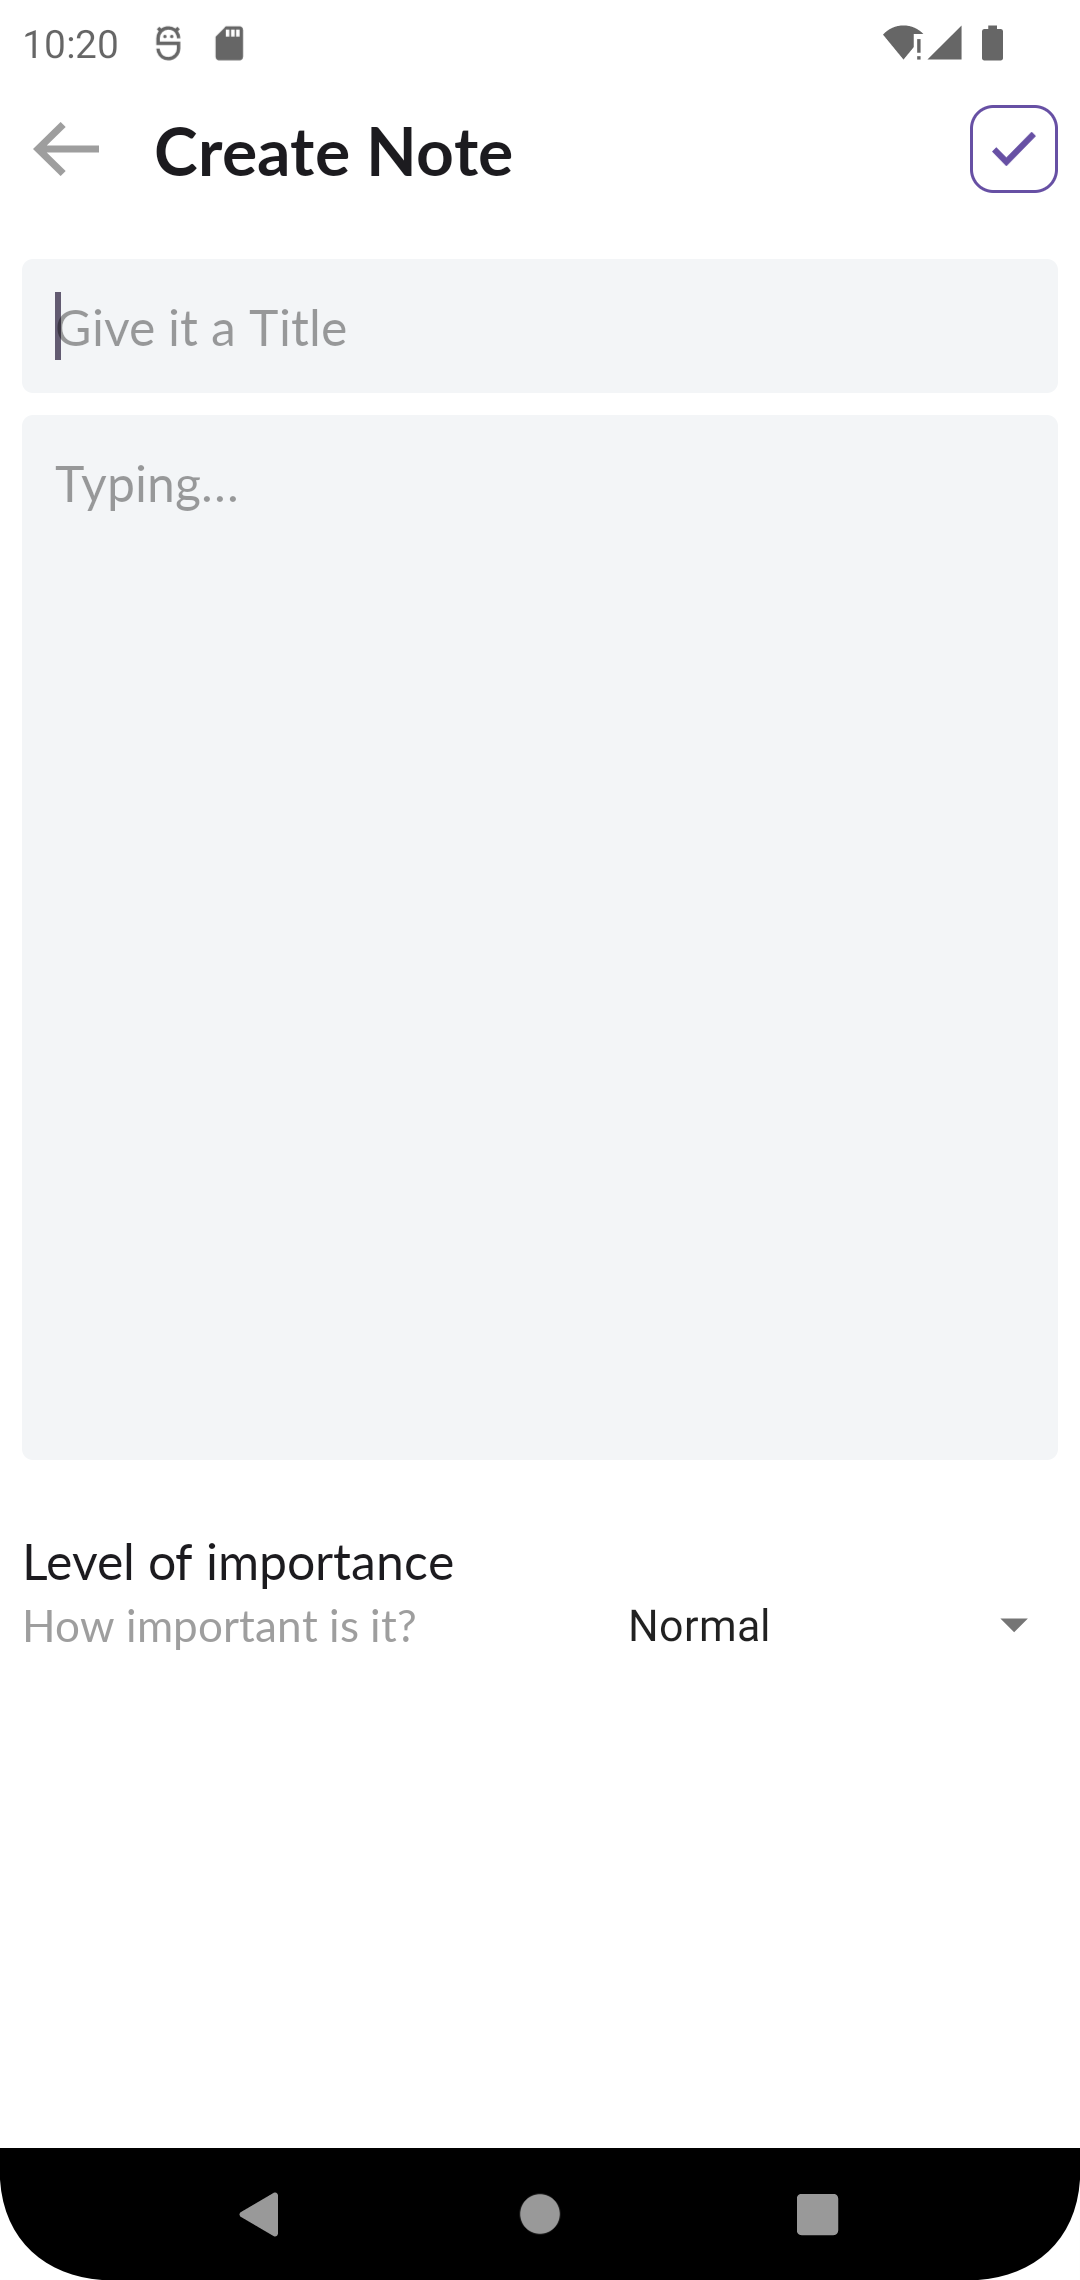 10:20
Create Note
Give it a Title
Typing...
Level of importance
How important is it?
Normal